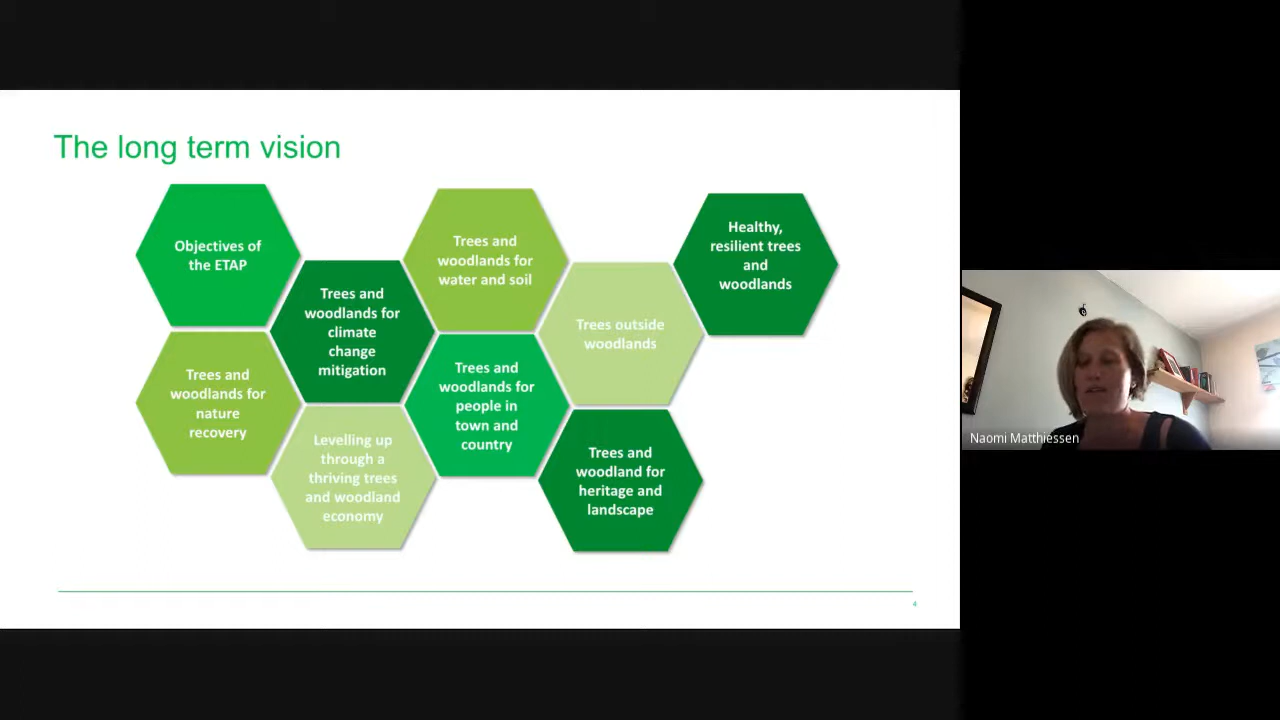 The long term vision
Objectives of
the ETAP
Trees and
woodlands for
nature
recovery
Trees and
woodlands for
climate
change
mitigation
Levelling up
through a
thriving trees
and woodland
economy
Trees and
woodlands for
water and soil
Trees and
woodlands for
people in
town and
country
Trees outside
woodlands
Trees and
woodland for
heritage and
landscape
Healthy,
resilient trees
and
woodlands
4
Naomi Matthiessen